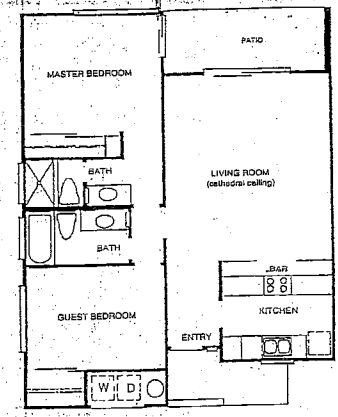 PATIO
MASTER BEDROOM
BATH
LIVING ROOM
(cathedral ceiling)
BATH
BAR
KITCHEN
GUEST BEDROOM
ENTRY
W D